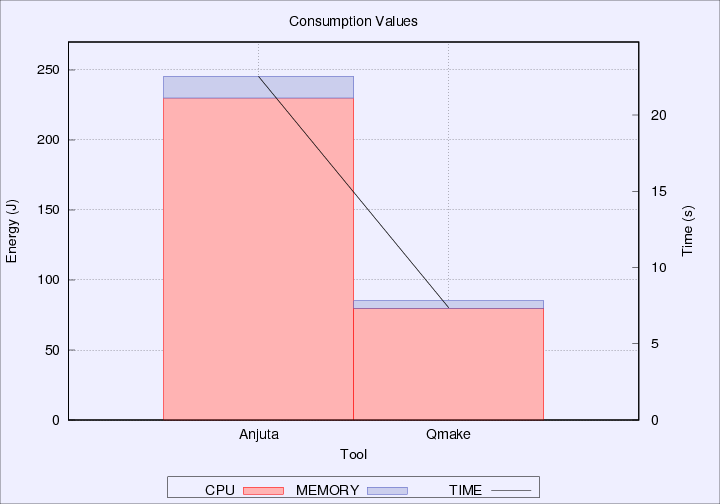 Consumption Values
250
200
150
100
50
0
Energy (J)
20
15
10
5
0
Time (s)
Anjuta Qmake
Tool
CPU MEMORY TIME